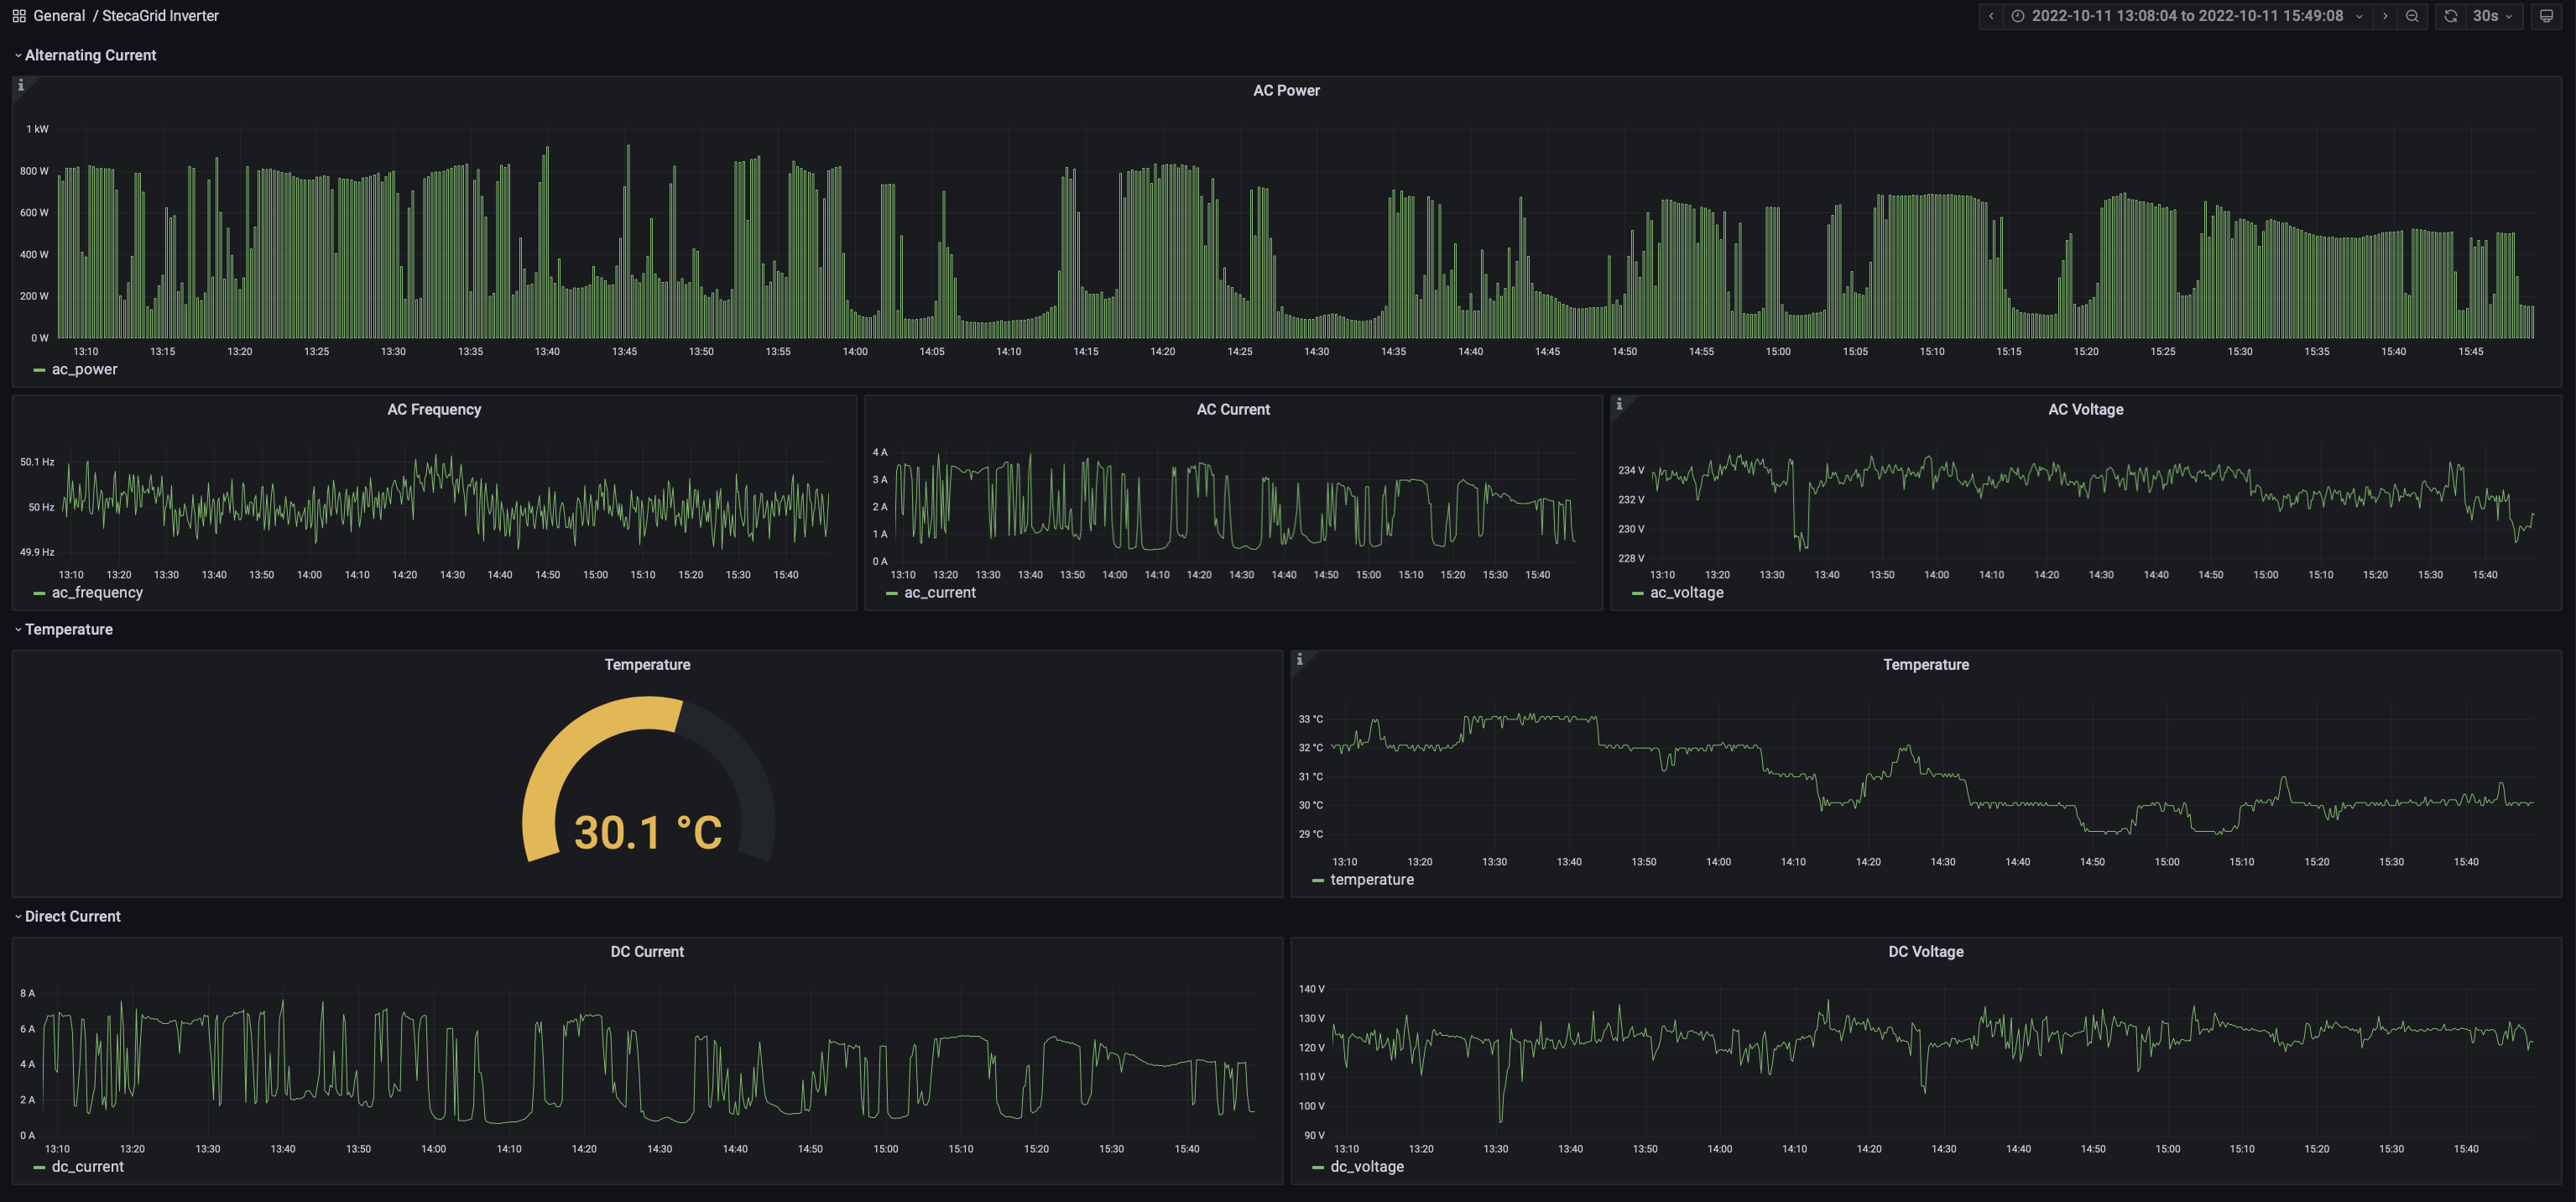 General / StecaGrid Inverter
2022-10-11 13:08:04 to 2022-10-11 15:49:08
30s
Alternating Current
i
AC Power
1 kW
800 W
600 W
400 W
200 W
0 W
13:10 13:15 13:20 13:25 13:30 13:35 13:40 13:45 13:50 13:55 14:00 14:05 14:10 14:15 14:20 14:25 14:30 14:35 14:40 14:45 14:50 14:55 15:00 15:05 15:10 15:15 15:20 15:25 15:30 15:35 15:40 15:45
ac_power
AC Frequency
50.1 Hz
50 Hz
49.9 Hz
13:10 13:20 13:30 13:40 13:50 14:00 14:10 14:20 14:30 14:40 14:50 15:00 15:10 15:20 15:30 15:40
ac_frequency
AC Current
4 A
3 A
2 A
1 A
0 A
13:10 13:20 13:30 13:40 13:50 14:00 14:10 14:20 14:30 14:40 14:50 15:00 15:10 15:20 15:30 15:40
ac_current
i
AC Voltage
234 V
232 V
230 V
228 V
13:10 13:20 13:30 13:40 13:50 14:00 14:10 14:20 14:30 14:40 14:50 15:00 15:10 15:20 15:30 15:40
ac_voltage
Temperature
Temperature
30.1 °C
i
Temperature
33 °C
32 °C
31 °C
30 °C
29 °C
13:10 13:20 13:30 13:40 13:50 14:00 14:10 14:20 14:30 14:40 14:50 15:00 15:10 15:20 15:30 15:40
temperature
Direct Current
DC Current
8 A
6 A
4 A
2 A
0 A
13:10 13:20 13:30 13:40 13:50 14:00 14:10 14:20 14:30 14:40 14:50 15:00 15:10 15:20 15:30 15:40
dc_current
DC Voltage
140 V
130 V
120 V
110 V
100 V
90 V
13:10 13:20 13:30 13:40 13:50 14:00 14:10 14:20 14:30 14:40 14:50 15:00 15:10 15:20 15:30 15:40
dc_voltage